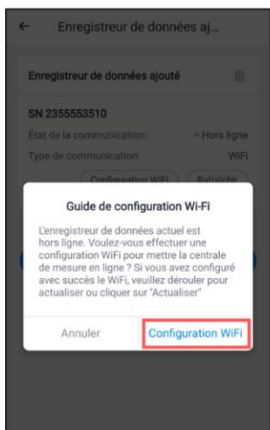 Enregistreur de données aj...
Enregistreur de données ajouté
SN 2355553510
État de la communication: Hors ligne
Type de communication: WiFi
Configuration WiFi Rafraîchir
Guide de configuration Wi-Fi
L'enregistreur de données actuel est
hors ligne. Voulez-vous effectuer une
configuration WiFi pour mettre la centrale
de mesure en ligne ? Si vous avez configuré
avec succès le WiFi, veuillez dérouler pour
actualiser ou cliquer sur "Actualiser"
Annuler Configuration WiFi